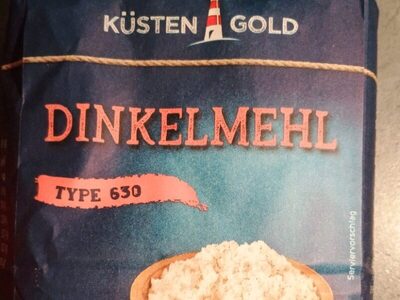 KÜSTEN GOLD
DINKELMEHL
TYPE 630
Serviervorschlag